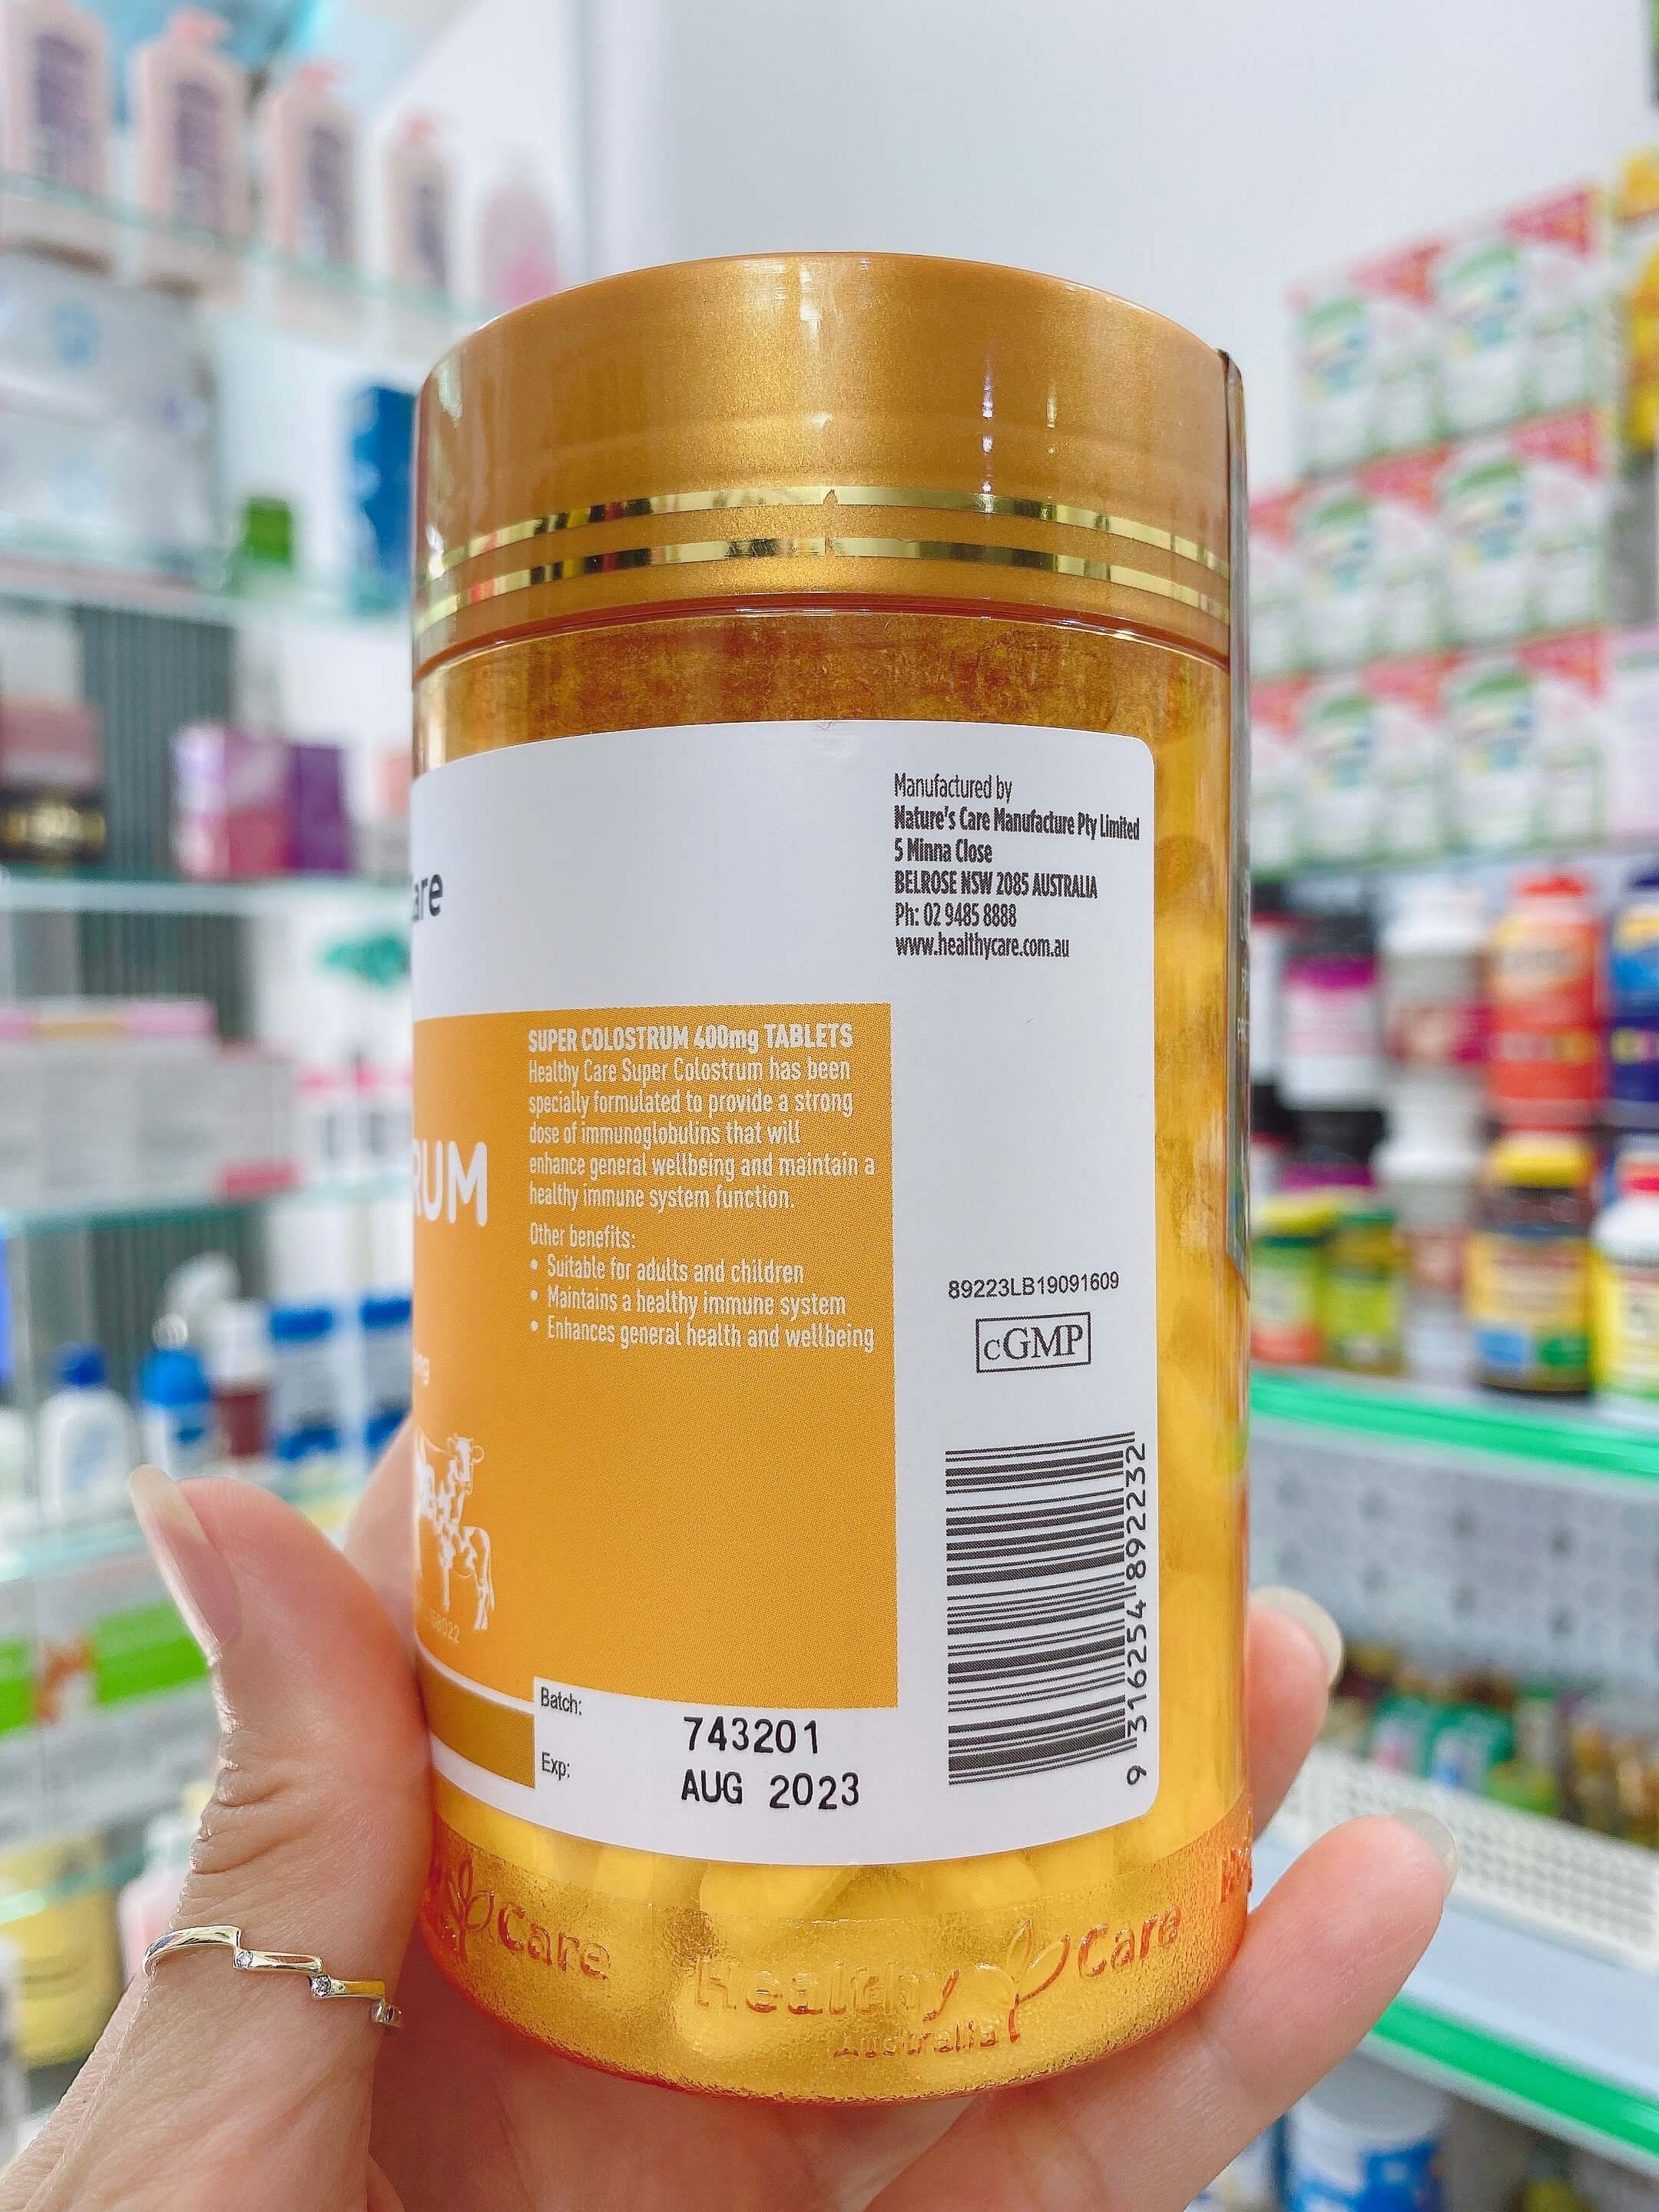 Manufactured by
Nature's Care Manufacture Pty Limited
5 Minna Close
BELROSE NSW 2085 AUSTRALIA
Ph: 02 9485 8888
www.healthycare.com.au
are
SUPER COLOSTRUM 400mg TABLETS
Healthy Care Super Colostrum has been
specially formulated to provide a strong
dose of immunoglobulins that will
enhance general wellbeing and maintain a
healthy immune system function.
RUM
Other benefits:
• Suitable for adults and children
• Maintains a healthy immune system
• Enhances general health and wellbeing
89223LB19091609
cGMP
9 316254 892232
Batch: 743201
Exp: AUG 2023
Care
Healthy Care
Australia